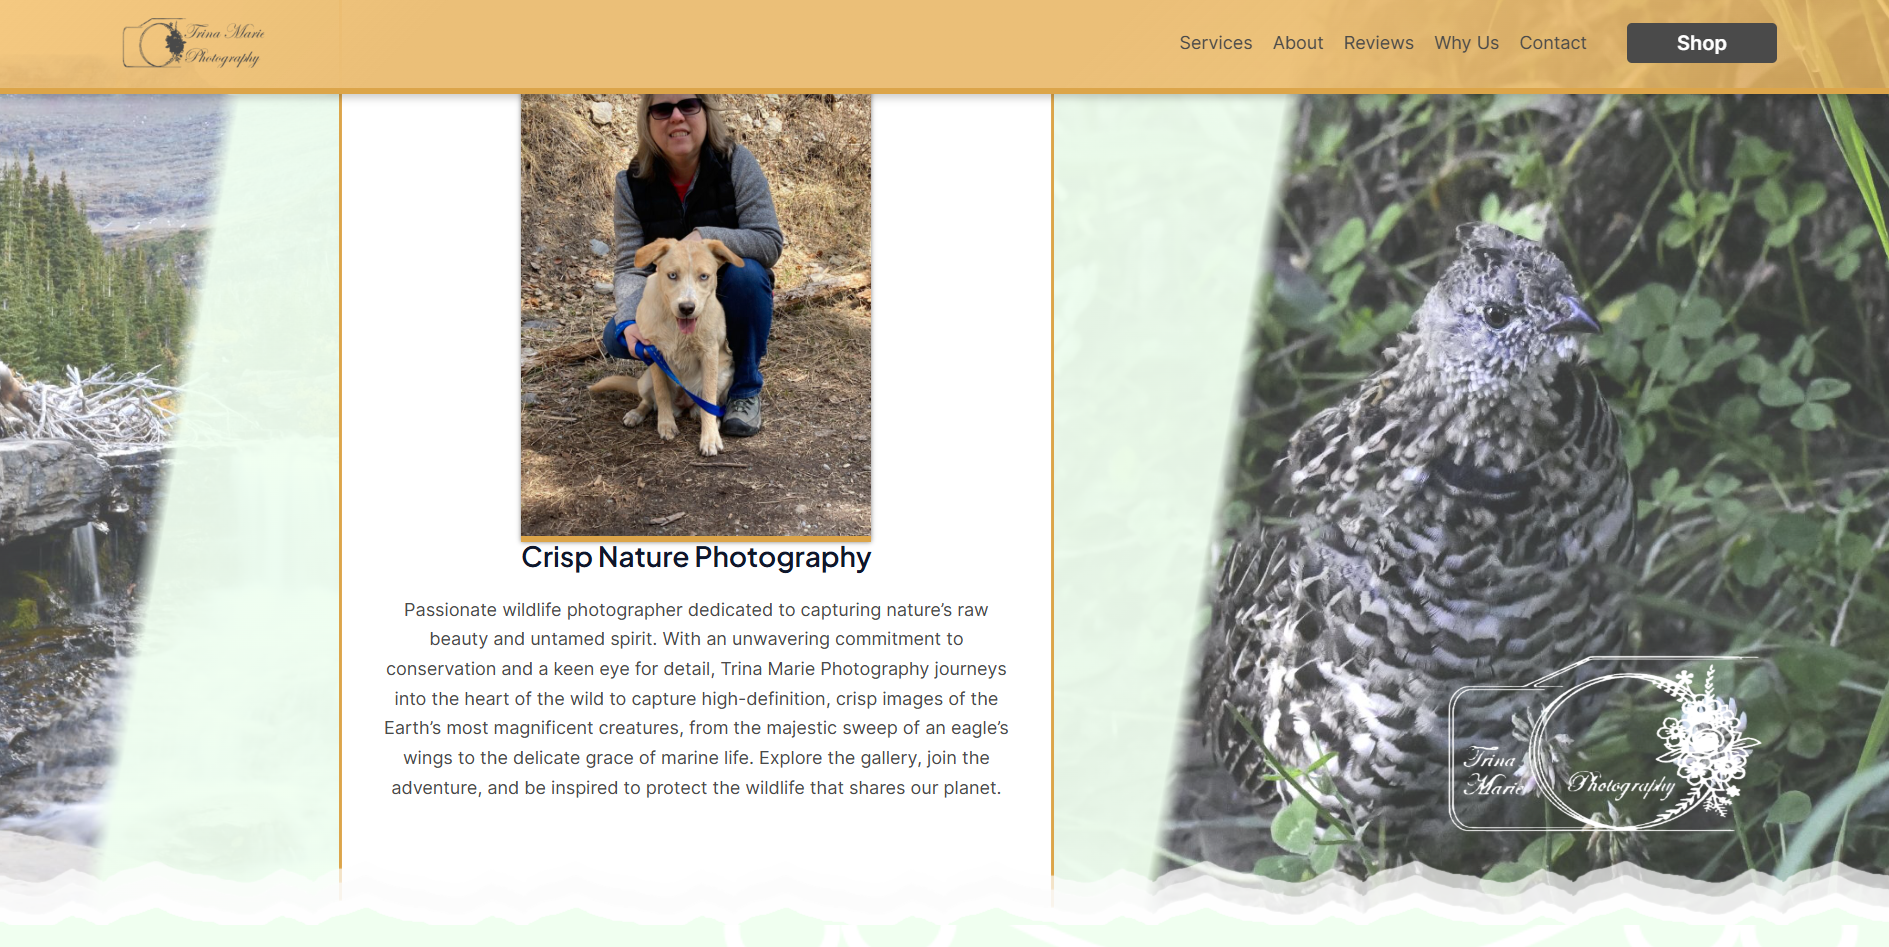 Trina Marie
Photography
Services About Reviews Why Us Contact Shop
Crisp Nature Photography
Passionate wildlife photographer dedicated to capturing nature’s raw
beauty and untamed spirit. With an unwavering commitment to
conservation and a keen eye for detail, Trina Marie Photography journeys
into the heart of the wild to capture high-definition, crisp images of the
Earth’s most magnificent creatures, from the majestic sweep of an eagle’s
wings to the delicate grace of marine life. Explore the gallery, join the
adventure, and be inspired to protect the wildlife that shares our planet.
Trina
Marie Photography